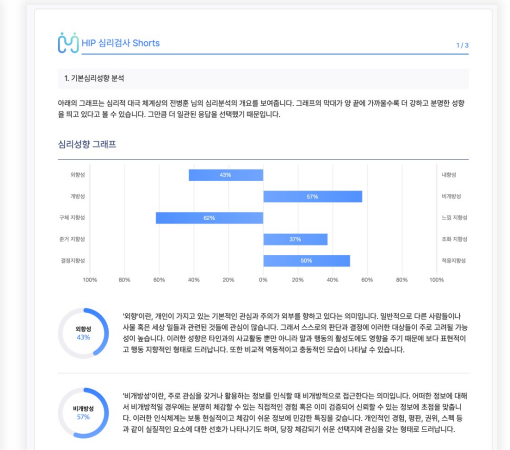 HIP 심리검사 Shorts
1 / 3
1. 기본심리성향 분석
아래의 그래프는 심리적 대극 체계상의 전병훈 님의 심리분석의 개요를 보여줍니다. 그래프의 막대가 양 끝에 가까울수록 더 강하고 분명한 성향
을 띄고 있다고 볼 수 있습니다. 그만큼 더 일관된 응답을 선택했기 때문입니다.
심리성향 그래프
외향성 43% 내향성
개방성 57% 비개방성
구체 지향성 62% 느낌 지향성
준거 지향성 37% 조화 지향성
결정지향성 50% 적응지향성
100% 80% 60% 40% 20% 0% 20% 40% 60% 80% 100%
외향성
43%
'외향'이란, 개인이 가지고 있는 기본적인 관심과 주의가 외부를 향하고 있다는 의미입니다. 일반적으로 다른 사람들이나
사물 혹은 세상 일들과 관련된 것들에 관심이 많습니다. 그래서 스스로의 판단과 결정에 이러한 대상들이 주로 고려될 가능
성이 높습니다. 이러한 성향은 타인과의 사교활동 뿐만 아니라 말과 행동의 활성도에도 영향을 주기 때문에 보다 표현적이
고 행동 지향적인 형태로 드러납니다. 또한 비교적 역동적이고 충동적인 모습이 나타날 수 있습니다.
비개방성
57%
'비개방성'이란, 주로 관심을 갖거나 활용하는 정보를 인식할 때 비개방적으로 접근한다는 의미입니다. 어떠한 정보에 대해
서 비개방적일 경우에는 분명히 체감할 수 있는 직접적인 경험 혹은 이미 검증되어 신뢰할 수 있는 정보에 초점을 맞춥니
다. 이러한 인식체계는 보통 현실적이고 체감이 쉬운 정보에 민감한 특징을 갖습니다. 개인적인 경험, 평판, 권위, 스펙 등
과 같이 실질적인 요소에 대한 선호가 나타나기도 하며, 당장 체감되기 쉬운 선택지에 관심을 갖는 형태로 드러납니다.